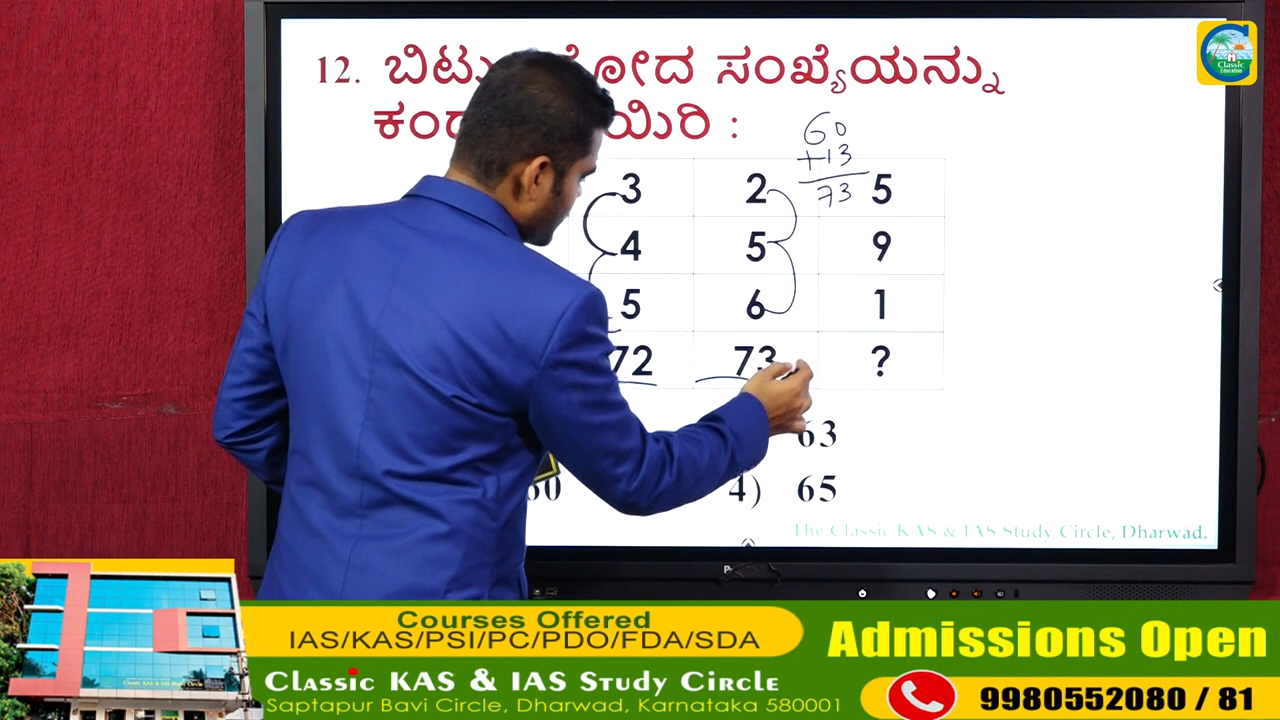 12. ಸಂಖ್ಯೆಯನ್ನು
:
60
+13
73
3 2 5
4 5 9
5 6 1
72 73 ?
63
60 4) 65
The Classic KAS & IAS Study Circle, Dharwad.
Classic
Education
Courses Offered
IAS/KAS/PSI/PC/PDO/FDA/SDA
Classic KAS & IAS Study Circle
Saptapur Bavi Circle, Dharwad, Karnataka 580001
Admissions Open
9980552080 / 81